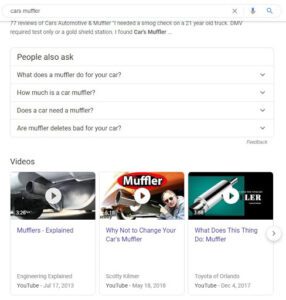 cars muffler
77 reviews of Cars Automotive & Muffler "I needed a smog check on a 21 year old truck. DMV
required test only or a gold shield station. I found Car's Muffler ...
People also ask
What does a muffler do for your car?
How much is a car muffler?
Does a car need a muffler?
Are muffler deletes bad for your car?
Feedback
Videos
Muffler
LER
3:26
5:10
Mufflers - Explained
Why Not to Change Your
Car's Muffler
What Does This Thing
Do: Muffler
Engineering Explained
Scotty Kilmer
Toyota of Orlando
YouTube - Jul 17, 2013
YouTube - May 18, 2018
YouTube - Dec 4, 2017